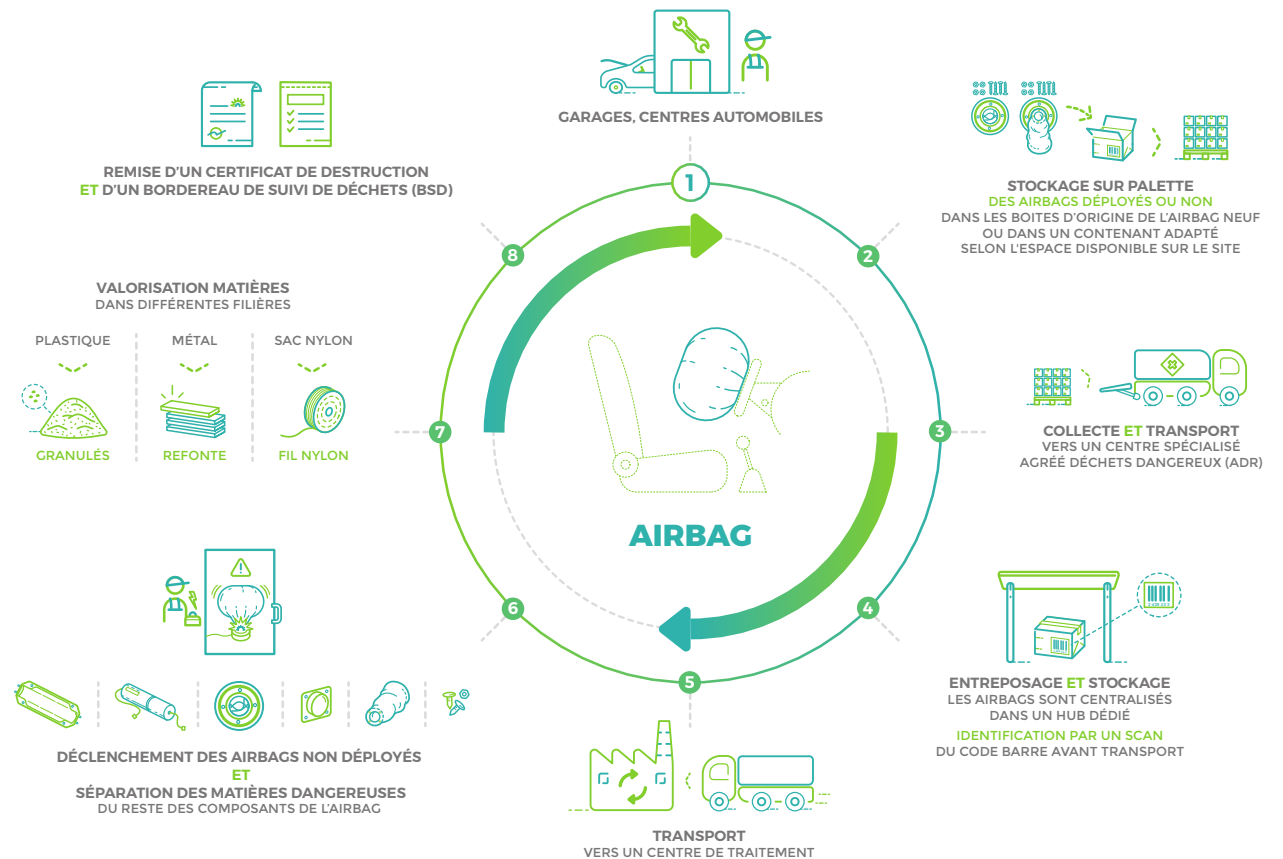 GARAGES, CENTRES AUTOMOBILES
1
STOCKAGE SUR PALETTE
DES AIRBAGS DÉPLOYÉS OU NON
DANS LES BOITES D'ORIGINE DE L'AIRBAG NEUF
OU DANS UN CONTENANT ADAPTÉ
SELON L'ESPACE DISPONIBLE SUR LE SITE
2
COLLECTE ET TRANSPORT
VERS UN CENTRE SPÉCIALISÉ
AGRÉÉ DÉCHETS DANGEREUX (ADR)
3
ENTREPOSAGE ET STOCKAGE
LES AIRBAGS SONT CENTRALISÉS
DANS UN HUB DÉDIÉ
IDENTIFICATION PAR UN SCAN
DU CODE BARRE AVANT TRANSPORT
4
TRANSPORT
VERS UN CENTRE DE TRAITEMENT
5
DÉCLENCHEMENT DES AIRBAGS NON DÉPLOYÉS
ET
SÉPARATION DES MATIÈRES DANGEREUSES
DU RESTE DES COMPOSANTS DE L'AIRBAG
6
VALORISATION MATIÈRES
DANS DIFFÉRENTES FILIÈRES
PLASTIQUE MÉTAL SAC NYLON
GRANULÉS REFONTE FIL NYLON
7
REMISE D'UN CERTIFICAT DE DESTRUCTION
ET D'UN BORDEREAU DE SUIVI DE DÉCHETS (BSD)
8
AIRBAG